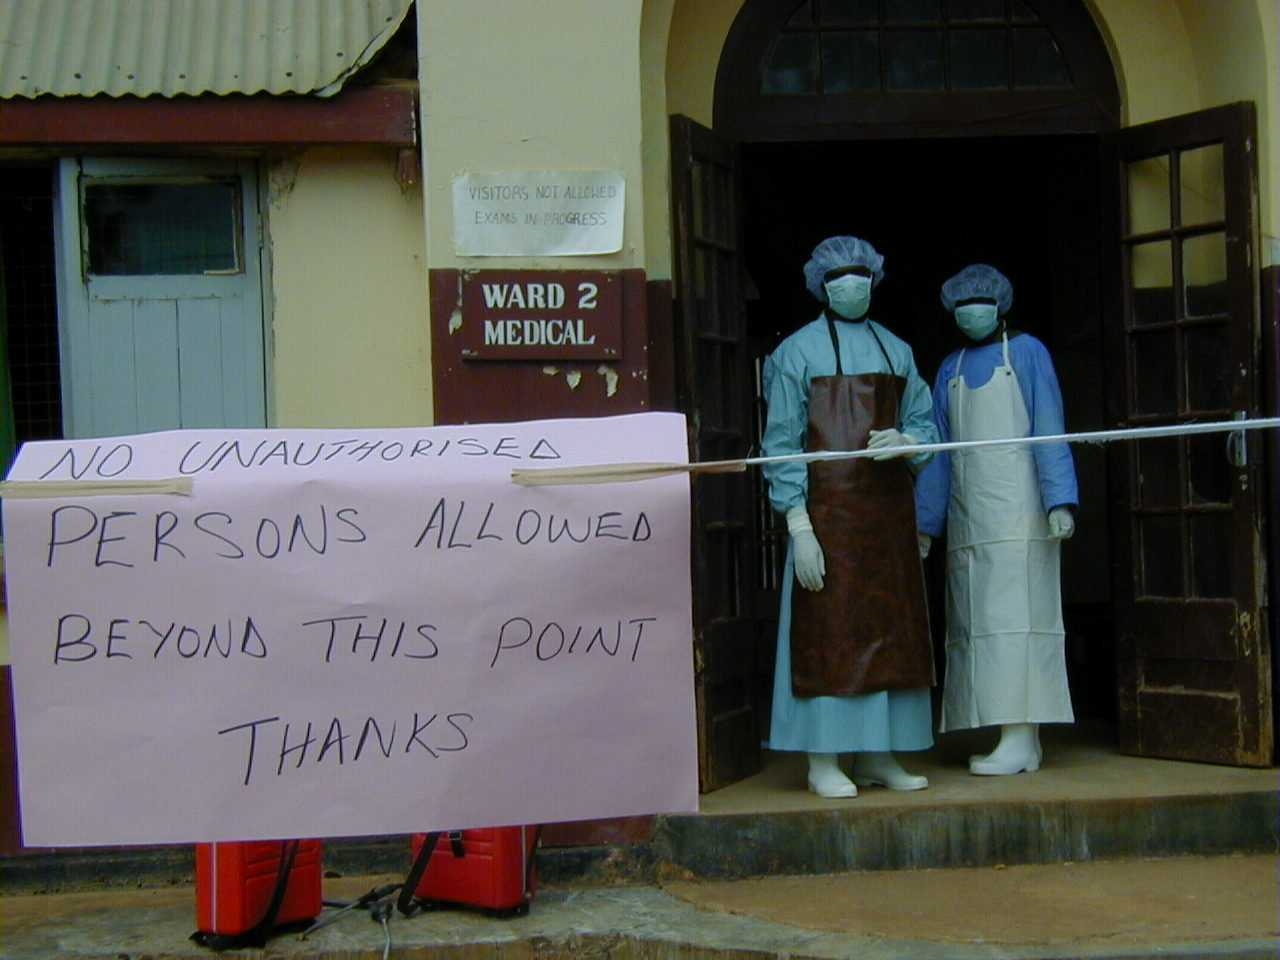 VISITORS NOT ALLOWED
EXAMS IN PROGRESS
WARD 2
MEDICAL
NO UNAUTHORISED
PERSONS ALLOWED
BEYOND THIS POINT
THANKS